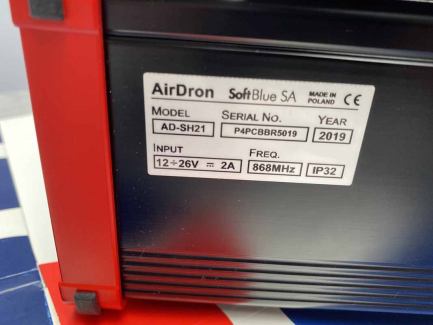 AirDron SoftBlue SA MADE IN POLAND CE
MODEL SERIAL NO. YEAR
AD-SH21 P4PCBBR5019 2019
INPUT FREQ.
12÷26V ⎓ 2A 868MHz IP32